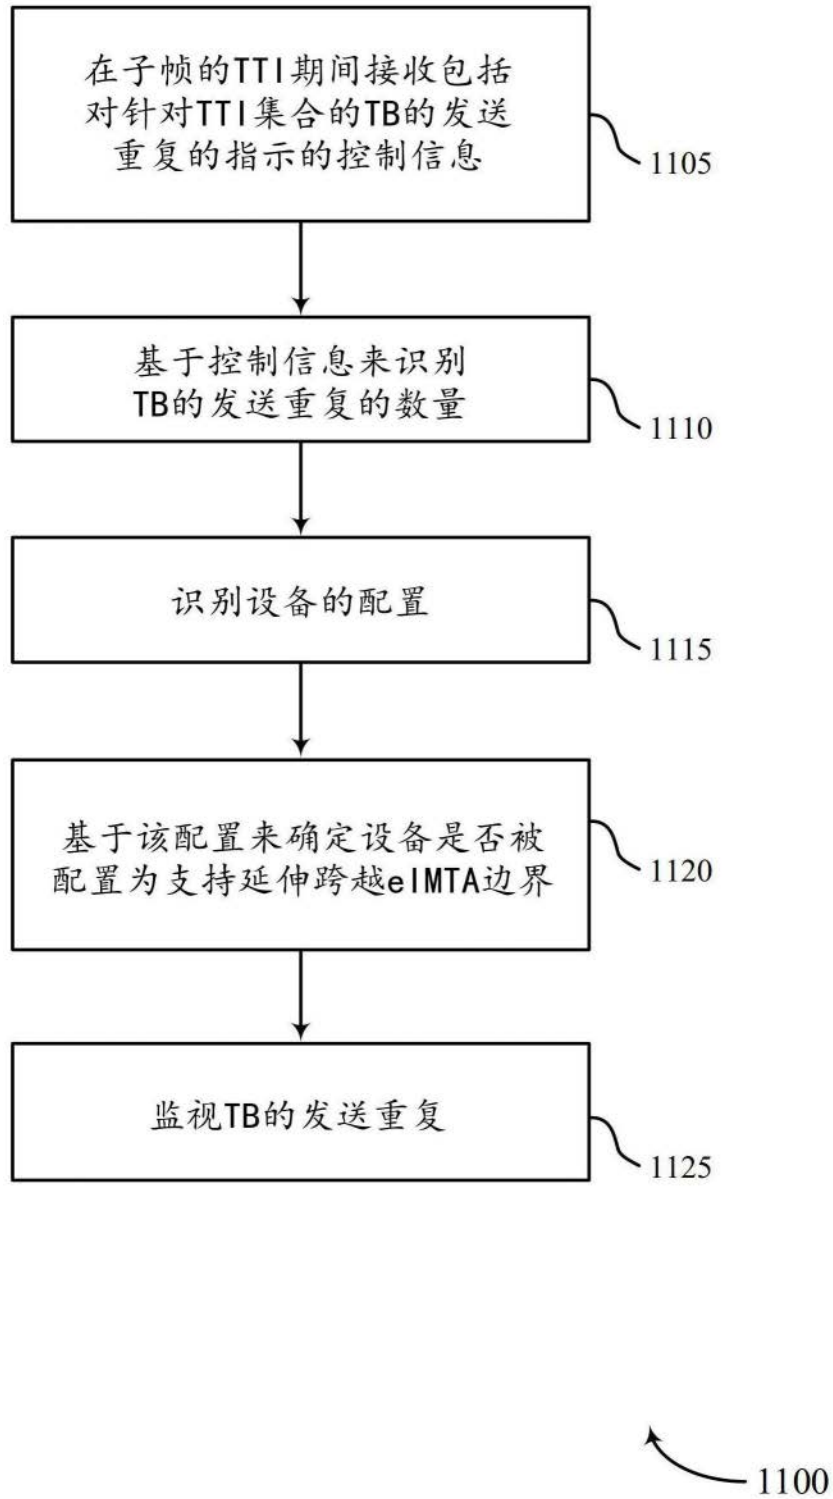 在子帧的TTI期间接收包括
对针对TTI集合的TB的发送
重复的指示的控制信息
1105
基于控制信息来识别
TB的发送重复的数量
1110
识别设备的配置
1115
基于该配置来确定设备是否被
配置为支持延伸跨越eIMTA边界
1120
监视TB的发送重复
1125
1100